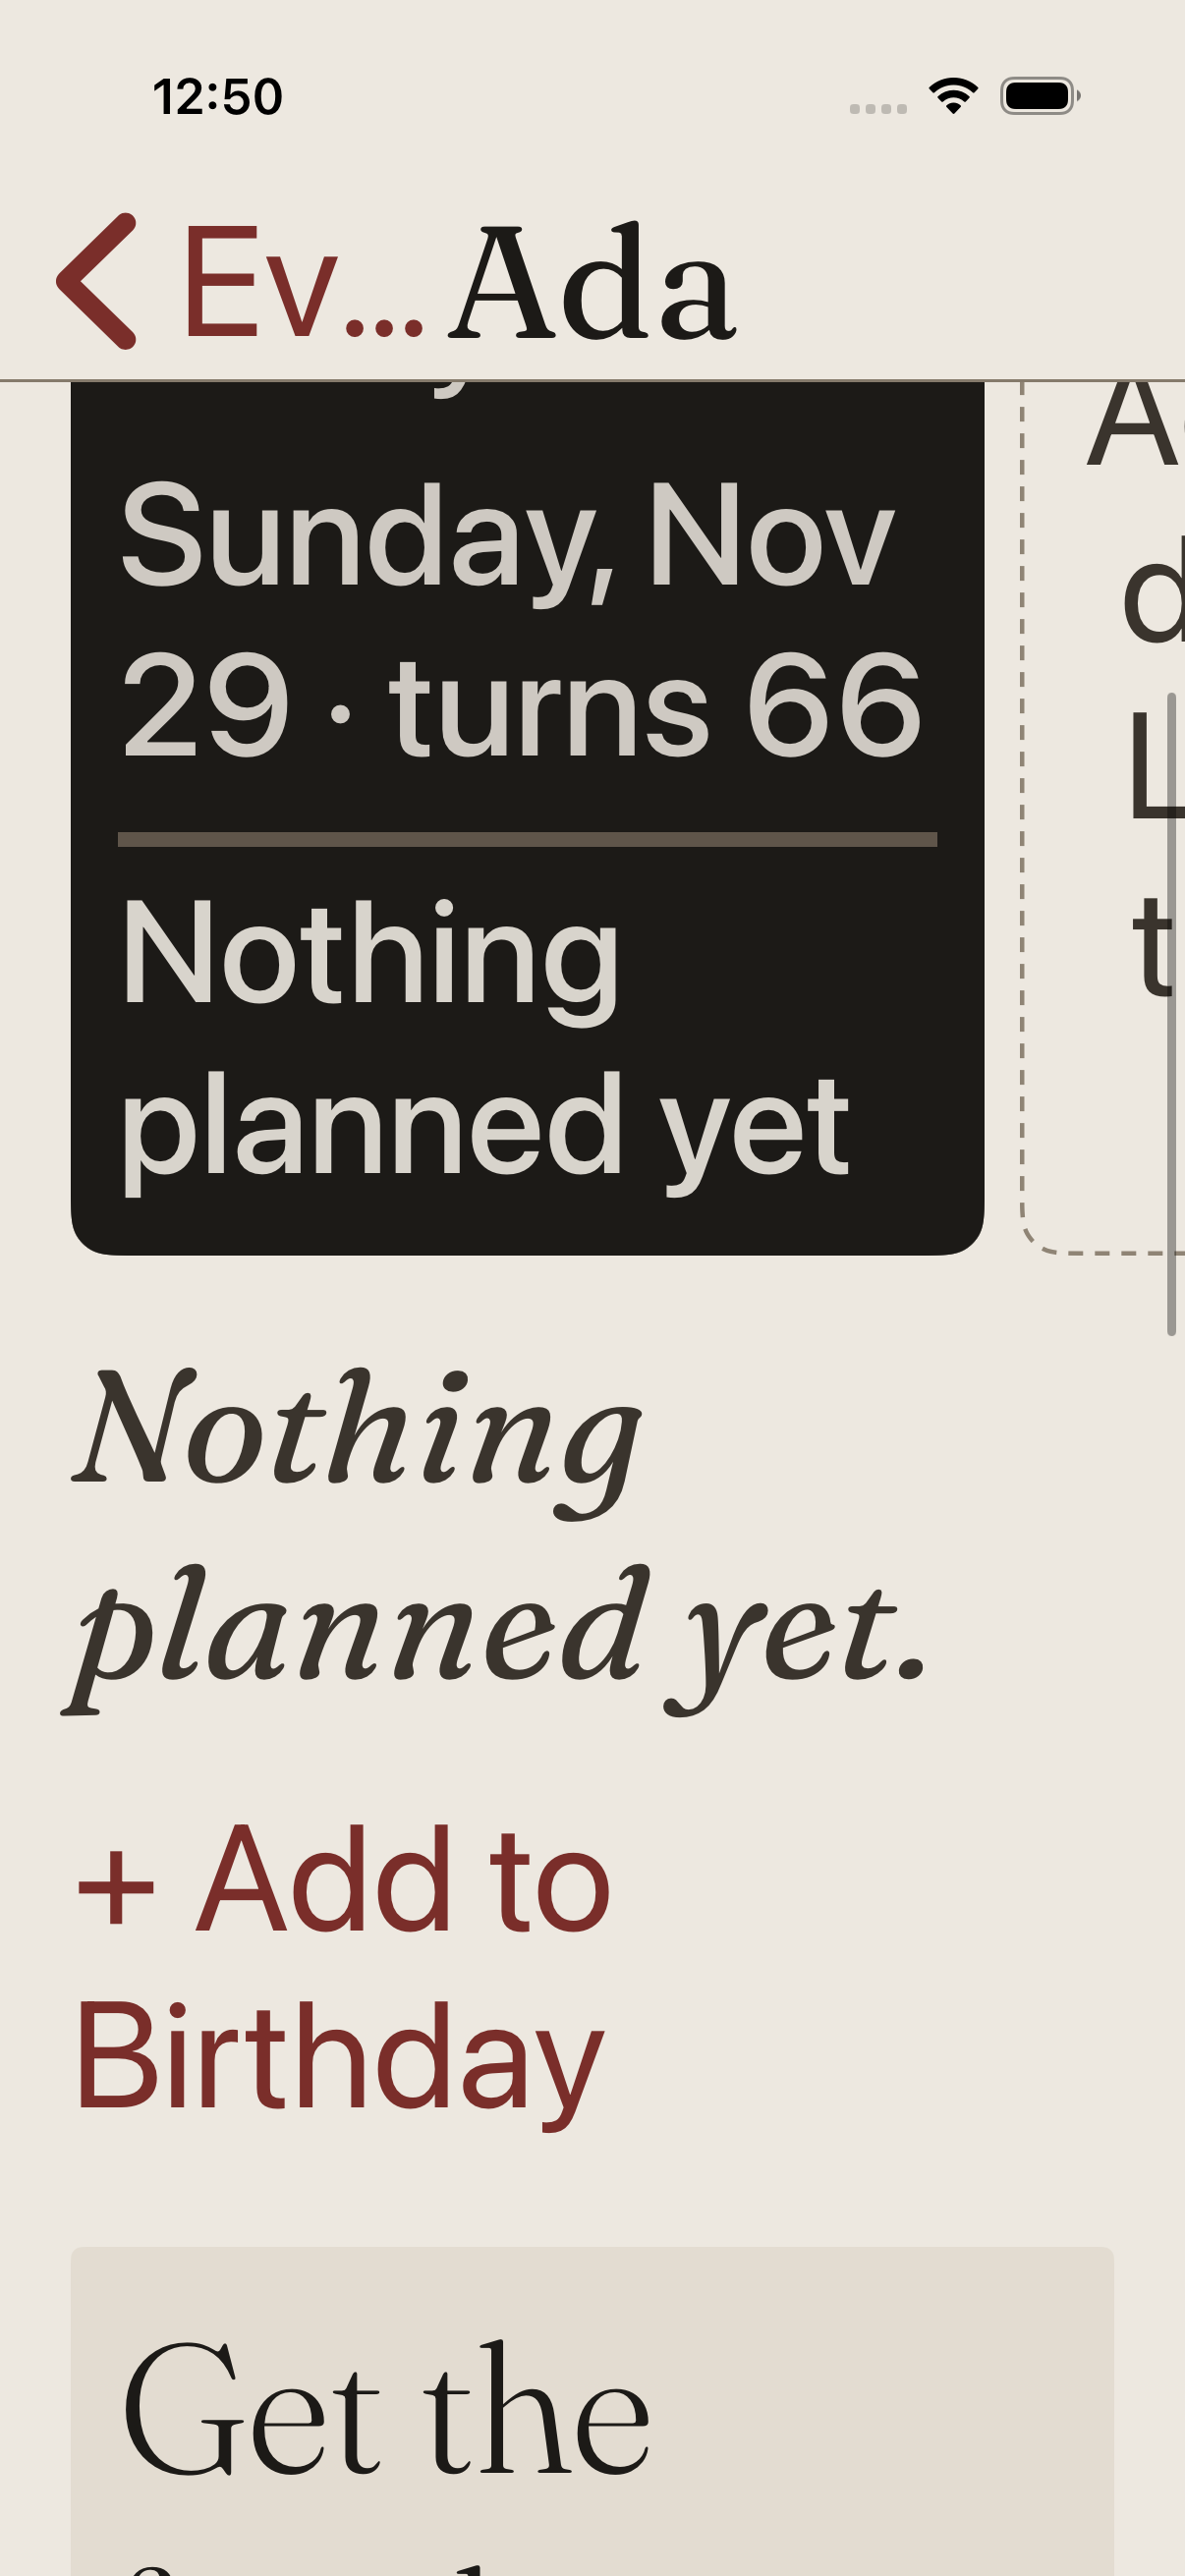 12:50
Ev... Ada
Sunday, Nov
29 · turns 66
Nothing
planned yet
Nothing
planned yet.
+ Add to
Birthday
Get the